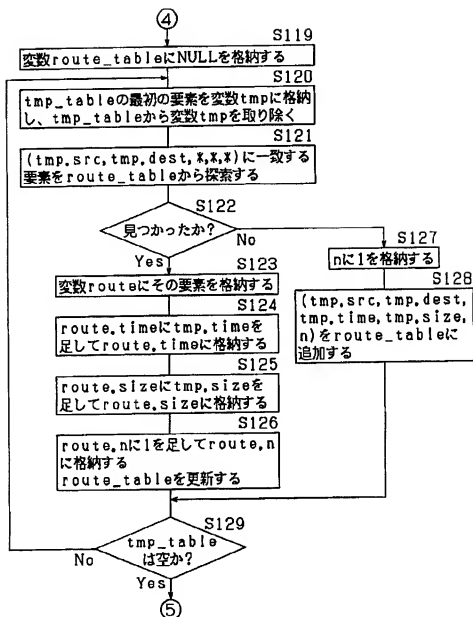 ④
S119
変数route_tableにNULLを格納する
S120
tmp_tableの最初の要素を変数tmpに格納
し、tmp_tableから変数tmpを取り除く
S121
(tmp.src,tmp.dest,*,*,*)に一致する
要素をroute_tableから探索する
S122
見つかったか?
No
Yes
S123
変数routeにその要素を格納する
S124
route.timeにtmp.timeを
足してroute.timeに格納する
S125
route.sizeにtmp.sizeを
足してroute.sizeに格納する
S126
route.nに1を足してroute.n
に格納する
route_tableを更新する
S127
nに1を格納する
S128
(tmp.src,tmp.dest,
tmp.time,tmp.size,
n)をroute_tableに
追加する
S129
tmp_table
は空か?
No
Yes
⑤